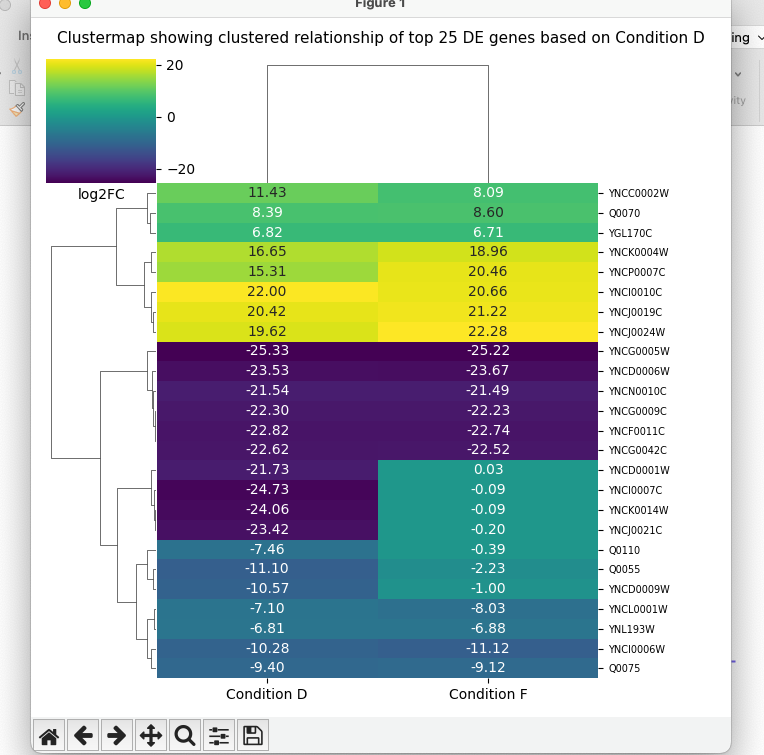 Figure 1
Clustermap showing clustered relationship of top 25 DE genes based on Condition D
20
0
−20
log2FC
11.43 8.09 YNCC0002W
8.39 8.60 Q0070
6.82 6.71 YGL170C
16.65 18.96 YNCK0004W
15.31 20.46 YNCP0007C
22.00 20.66 YNCI0010C
20.42 21.22 YNCJ0019C
19.62 22.28 YNCJ0024W
-25.33 -25.22 YNCG0005W
-23.53 -23.67 YNCD0006W
-21.54 -21.49 YNCN0010C
-22.30 -22.23 YNCG0009C
-22.82 -22.74 YNCF0011C
-22.62 -22.52 YNCG0042C
-21.73 0.03 YNCD0001W
-24.73 -0.09 YNCI0007C
-24.06 -0.09 YNCK0014W
-23.42 -0.20 YNCJ0021C
-7.46 -0.39 Q0110
-11.10 -2.23 Q0055
-10.57 -1.00 YNCD0009W
-7.10 -8.03 YNCL0001W
-6.81 -6.88 YNL193W
-10.28 -11.12 YNCI0006W
-9.40 -9.12 Q0075
Condition D Condition F